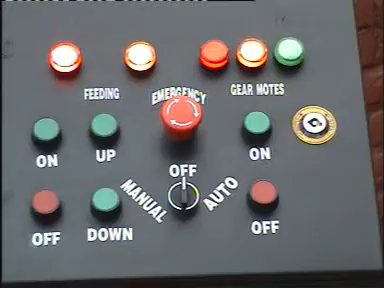 FEEDING
EMERGENCY
GEAR MOTES
ON
UP
ON
OFF
MANUAL
AUTO
OFF
DOWN
OFF